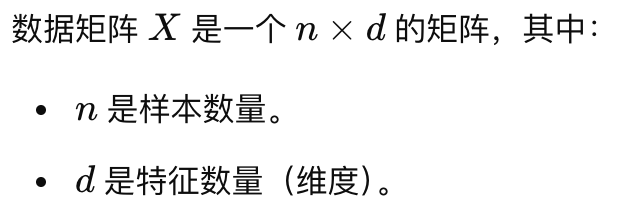 数据矩阵 X 是一个 n × d 的矩阵，其中：
• n 是样本数量。
• d 是特征数量（维度）。